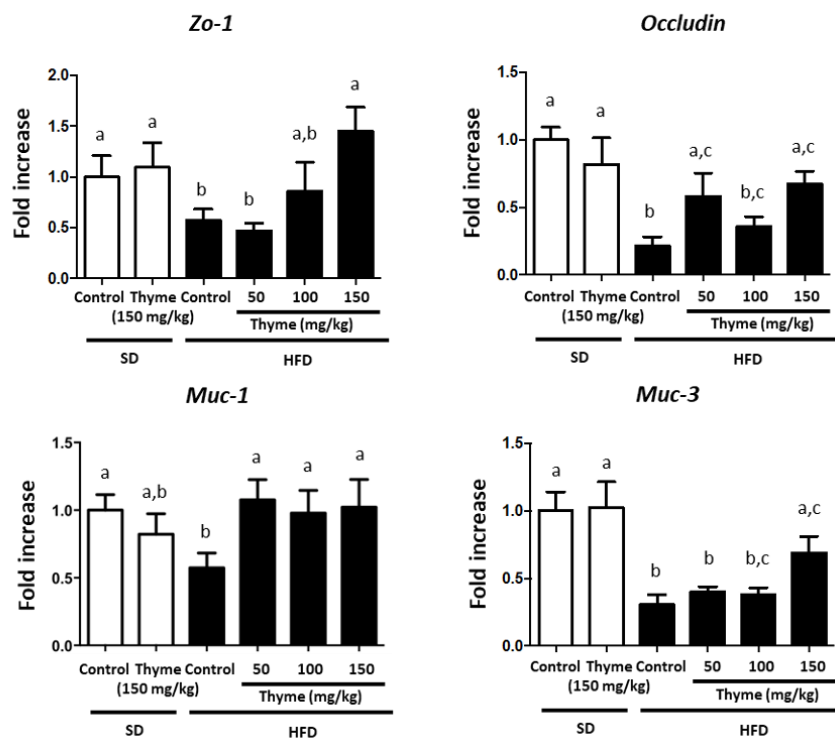 Zo-1
Fold increase
2.0
1.5
1.0
0.5
0.0
a
a
b
b
a,b
a
Control
Thyme
(150 mg/kg)
Control
50
100
150
Thyme (mg/kg)
SD
HFD
Occludin
Fold increase
1.5
1.0
0.5
0.0
a
a
b
a,c
b,c
a,c
Control
Thyme
(150 mg/kg)
Control
50
100
150
Thyme (mg/kg)
SD
HFD
Muc-1
Fold increase
1.5
1.0
0.5
0.0
a
a,b
b
a
a
a
Control
Thyme
(150 mg/kg)
Control
50
100
150
Thyme (mg/kg)
SD
HFD
Muc-3
Fold increase
1.5
1.0
0.5
0.0
a
a
b
b
b,c
a,c
Control
Thyme
(150 mg/kg)
Control
50
100
150
Thyme (mg/kg)
SD
HFD